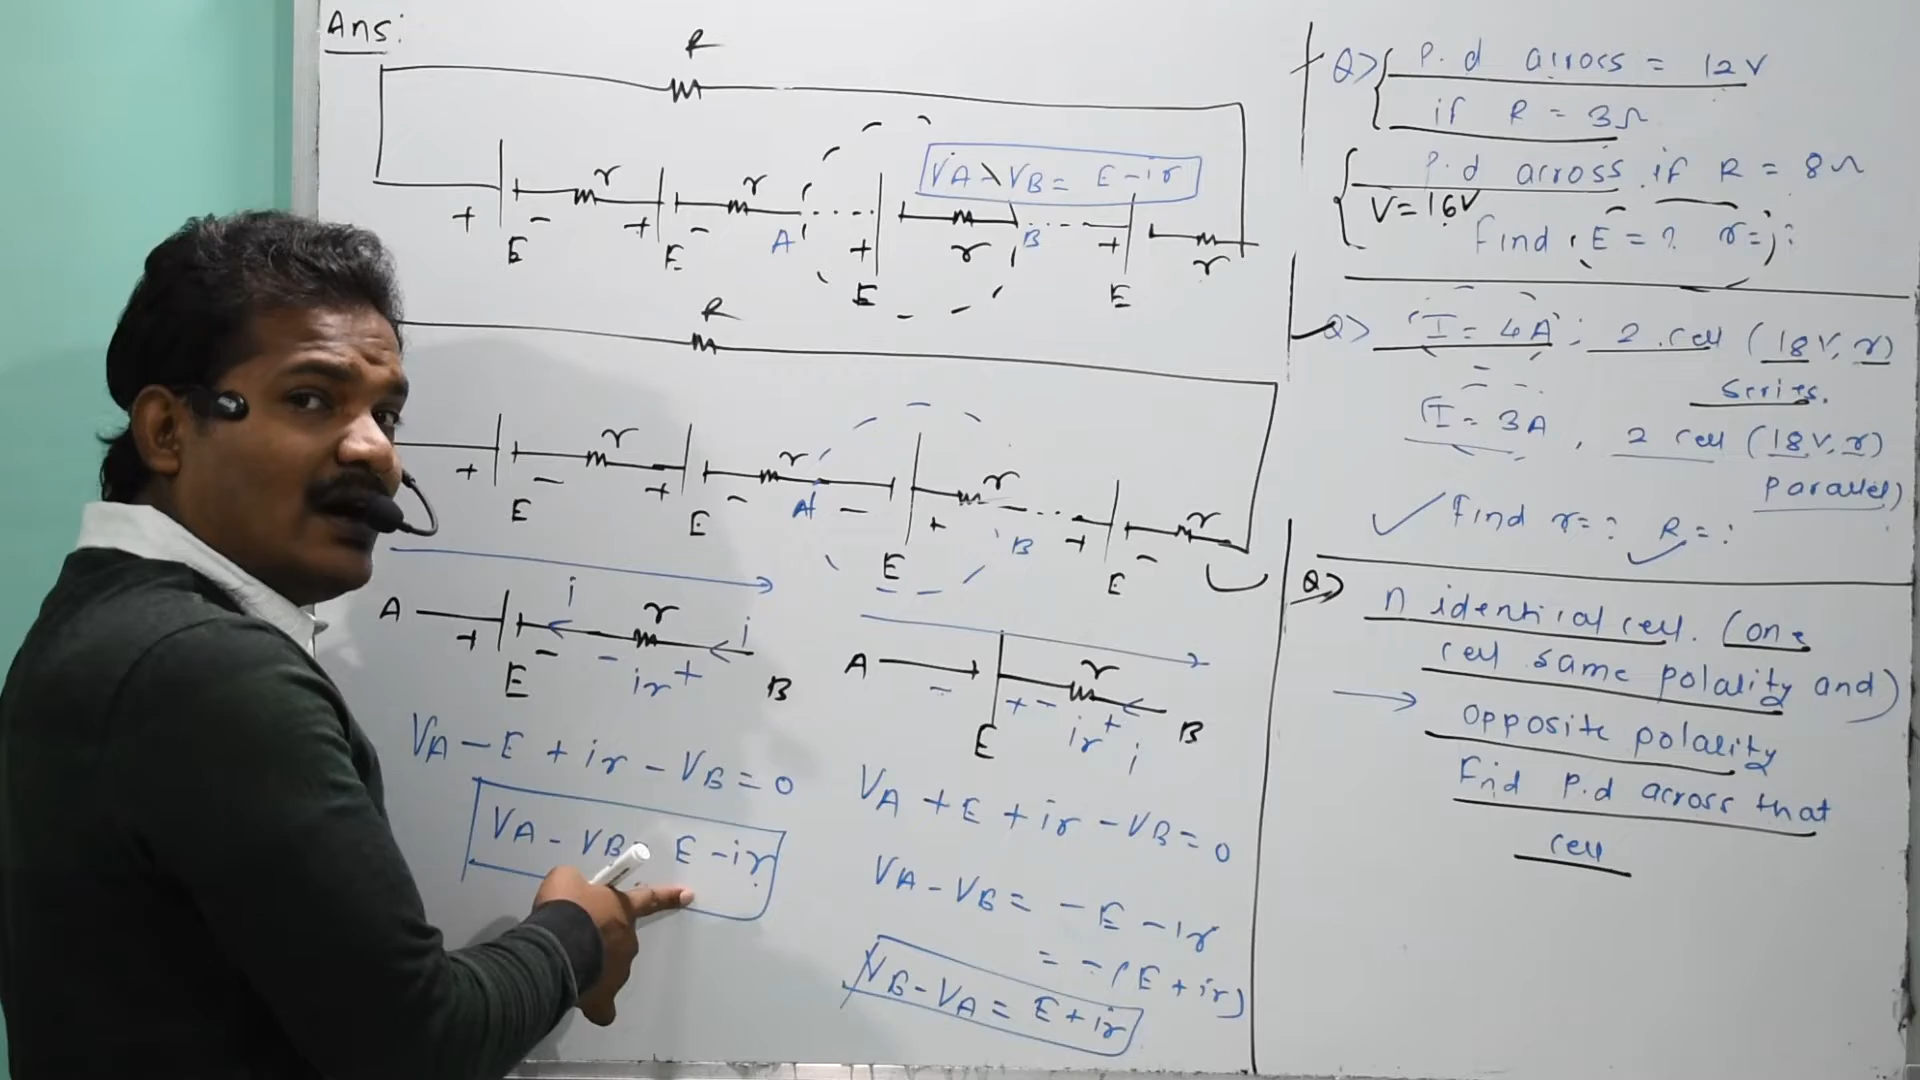 Ans:
R
VA - VB = E - ir
r
r
A
B
r
r
+ - + - + +
E
E
E
E
R
r
r
r
r
+ - + - A - + B + -
E
E
E
E
A + - i r i
E - ir + B
A - + - r
E ir + i B
VA - E + ir - VB = 0
VA - VB = E - ir
VA + E + ir - VB = 0
VA - VB = - E - ir
= - (E + ir)
VB - VA = E + ir
Q> P.d across = 12V
if R = 3Ω
P.d across if R = 8Ω
V = 16V
Find E = ? r = ?
Q> I = 4A ; 2 cell (18V, r)
Series.
I = 3A , 2 cell (18V, r)
Parallel)
Find r = ? R = ?
Q> n identical cell. (one
cell same polality and)
opposite polality
Find P.d across that
cell